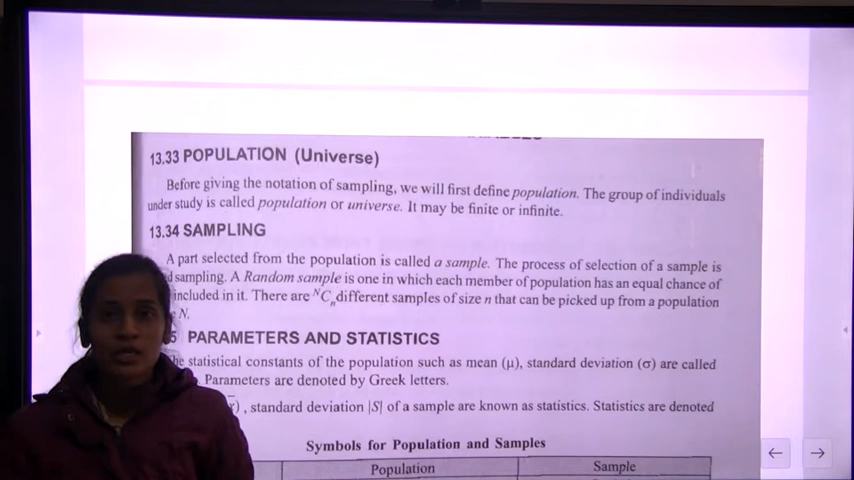 13.33 POPULATION (Universe)
Before giving the notation of sampling, we will first define population. The group of individuals
under study is called population or universe. It may be finite or infinite.
13.34 SAMPLING
A part selected from the population is called a sample. The process of selection of a sample is
sampling. A Random sample is one in which each member of population has an equal chance of
included in it. There are ᴺCₙ different samples of size n that can be picked up from a population
N.
5 PARAMETERS AND STATISTICS
statistical constants of the population such as mean (μ), standard deviation (σ) are called
. Parameters are denoted by Greek letters.
, standard deviation |S| of a sample are known as statistics. Statistics are denoted
Symbols for Population and Samples
Population Sample